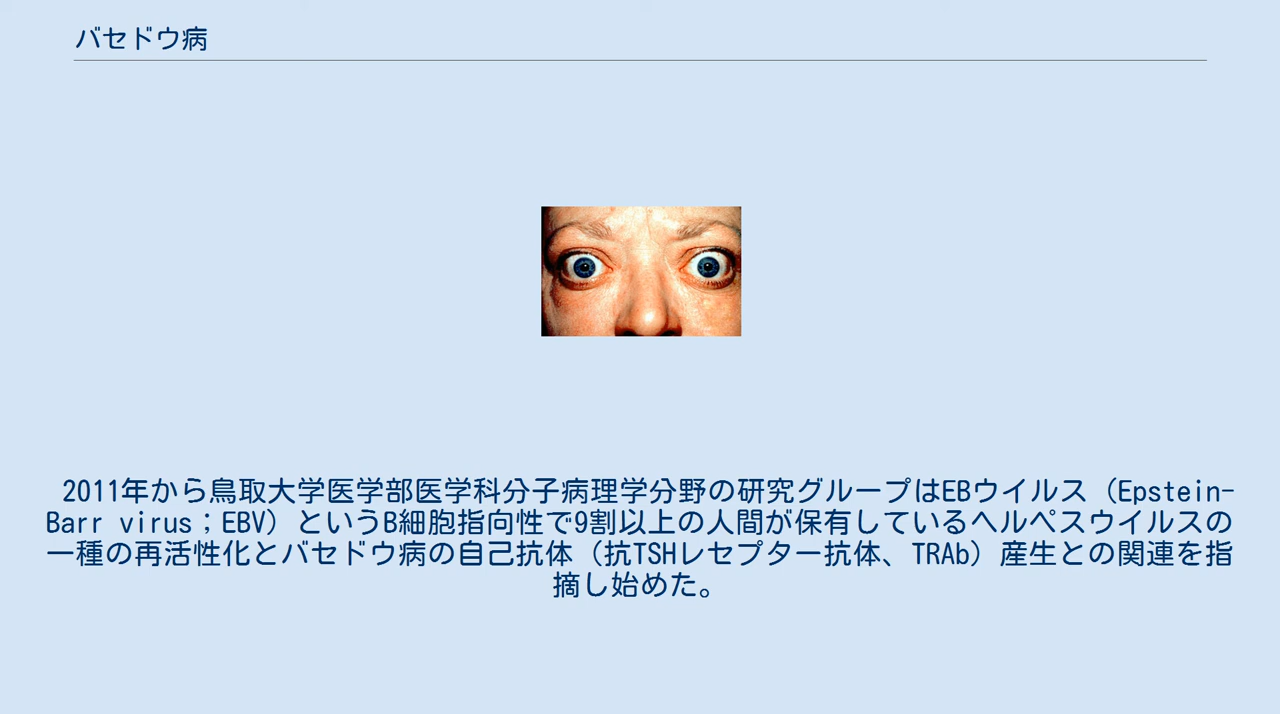 バセドウ病
2011年から鳥取大学医学部医学科分子病理学分野の研究グループはEBウイルス（Epstein-
Barr virus；EBV）というB細胞指向性で9割以上の人間が保有しているヘルペスウイルスの
一種の再活性化とバセドウ病の自己抗体（抗TSHレセプター抗体、TRAb）産生との関連を指
摘し始めた。